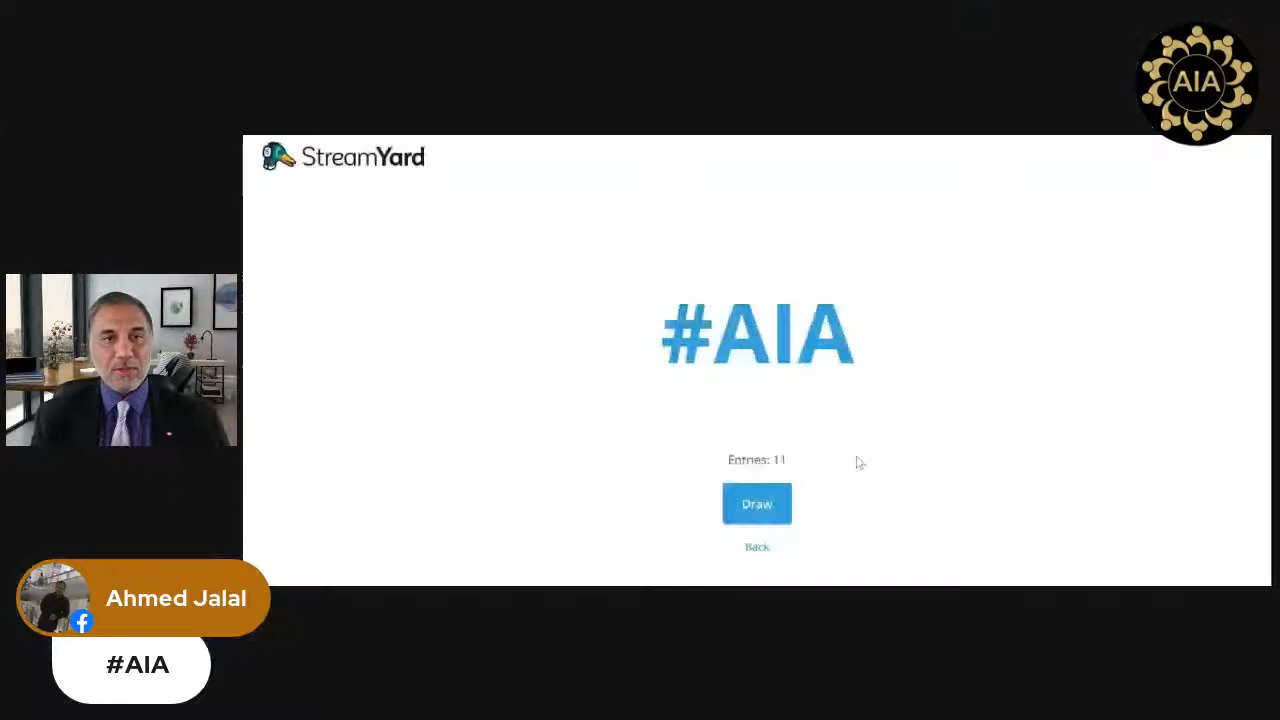 AIA
StreamYard
#AIA
Entries: 11
Draw
Back
Ahmed Jalal
#AIA